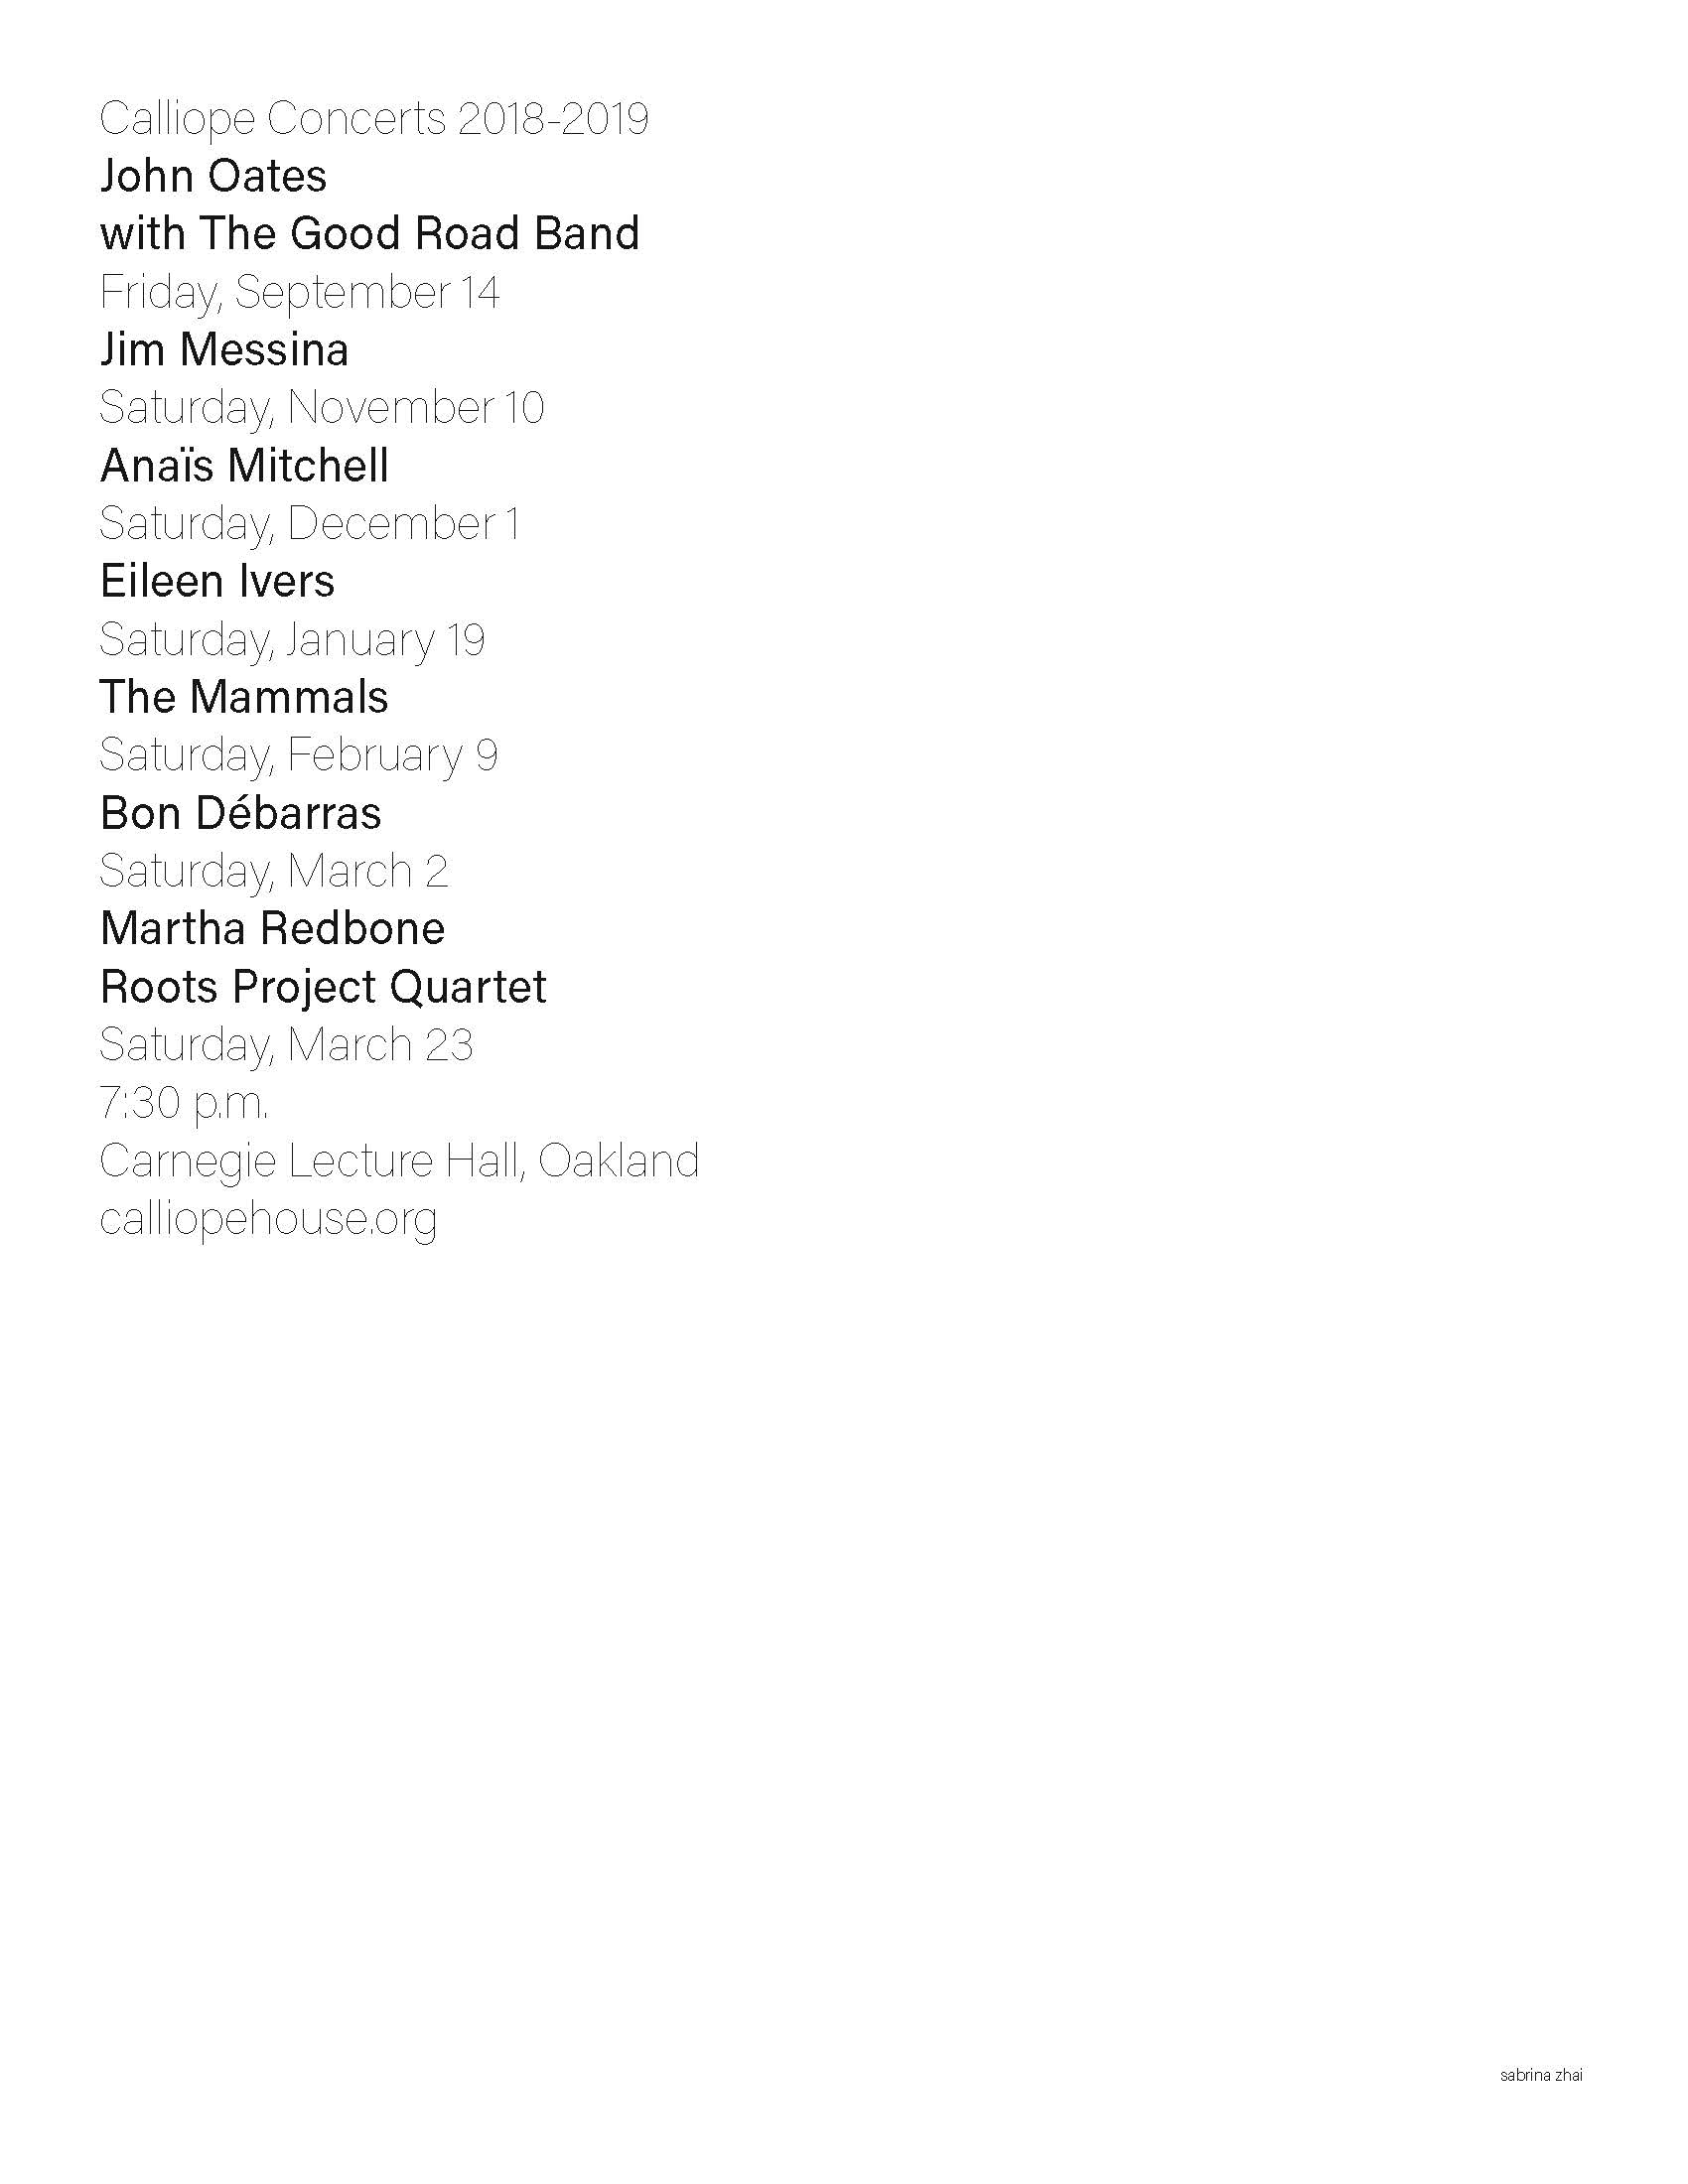 Calliope Concerts 2018-2019
John Oates
with The Good Road Band
Friday, September 14
Jim Messina
Saturday, November 10
Anaïs Mitchell
Saturday, December 1
Eileen Ivers
Saturday, January 19
The Mammals
Saturday, February 9
Bon Débarras
Saturday, March 2
Martha Redbone
Roots Project Quartet
Saturday, March 23
7:30 p.m.
Carnegie Lecture Hall, Oakland
calliopehouse.org
sabrina zhai